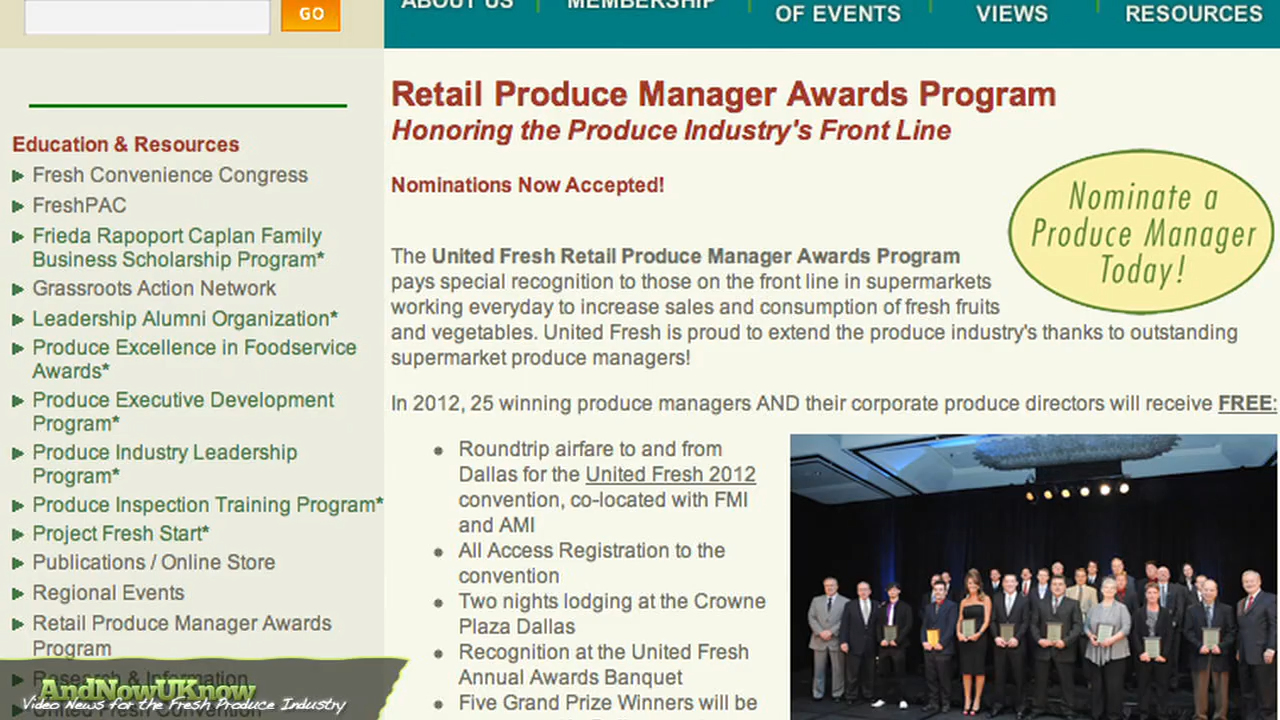 GO
ABOUT US
MEMBERSHIP
OF EVENTS
VIEWS
RESOURCES
Education & Resources
Fresh Convenience Congress
FreshPAC
Frieda Rapoport Caplan Family
Business Scholarship Program*
Grassroots Action Network
Leadership Alumni Organization*
Produce Excellence in Foodservice
Awards*
Produce Executive Development
Program*
Produce Industry Leadership
Program*
Produce Inspection Training Program*
Project Fresh Start*
Publications / Online Store
Regional Events
Retail Produce Manager Awards
Program
Research & Information
United Fresh Convention
AndNowUKnow
Video News for the Fresh Produce Industry
Retail Produce Manager Awards Program
Honoring the Produce Industry's Front Line
Nominations Now Accepted!
Nominate a
Produce Manager
Today!
The United Fresh Retail Produce Manager Awards Program
pays special recognition to those on the front line in supermarkets
working everyday to increase sales and consumption of fresh fruits
and vegetables. United Fresh is proud to extend the produce industry's thanks to outstanding
supermarket produce managers!
In 2012, 25 winning produce managers AND their corporate produce directors will receive FREE:
Roundtrip airfare to and from
Dallas for the United Fresh 2012
convention, co-located with FMI
and AMI
All Access Registration to the
convention
Two nights lodging at the Crowne
Plaza Dallas
Recognition at the United Fresh
Annual Awards Banquet
Five Grand Prize Winners will be